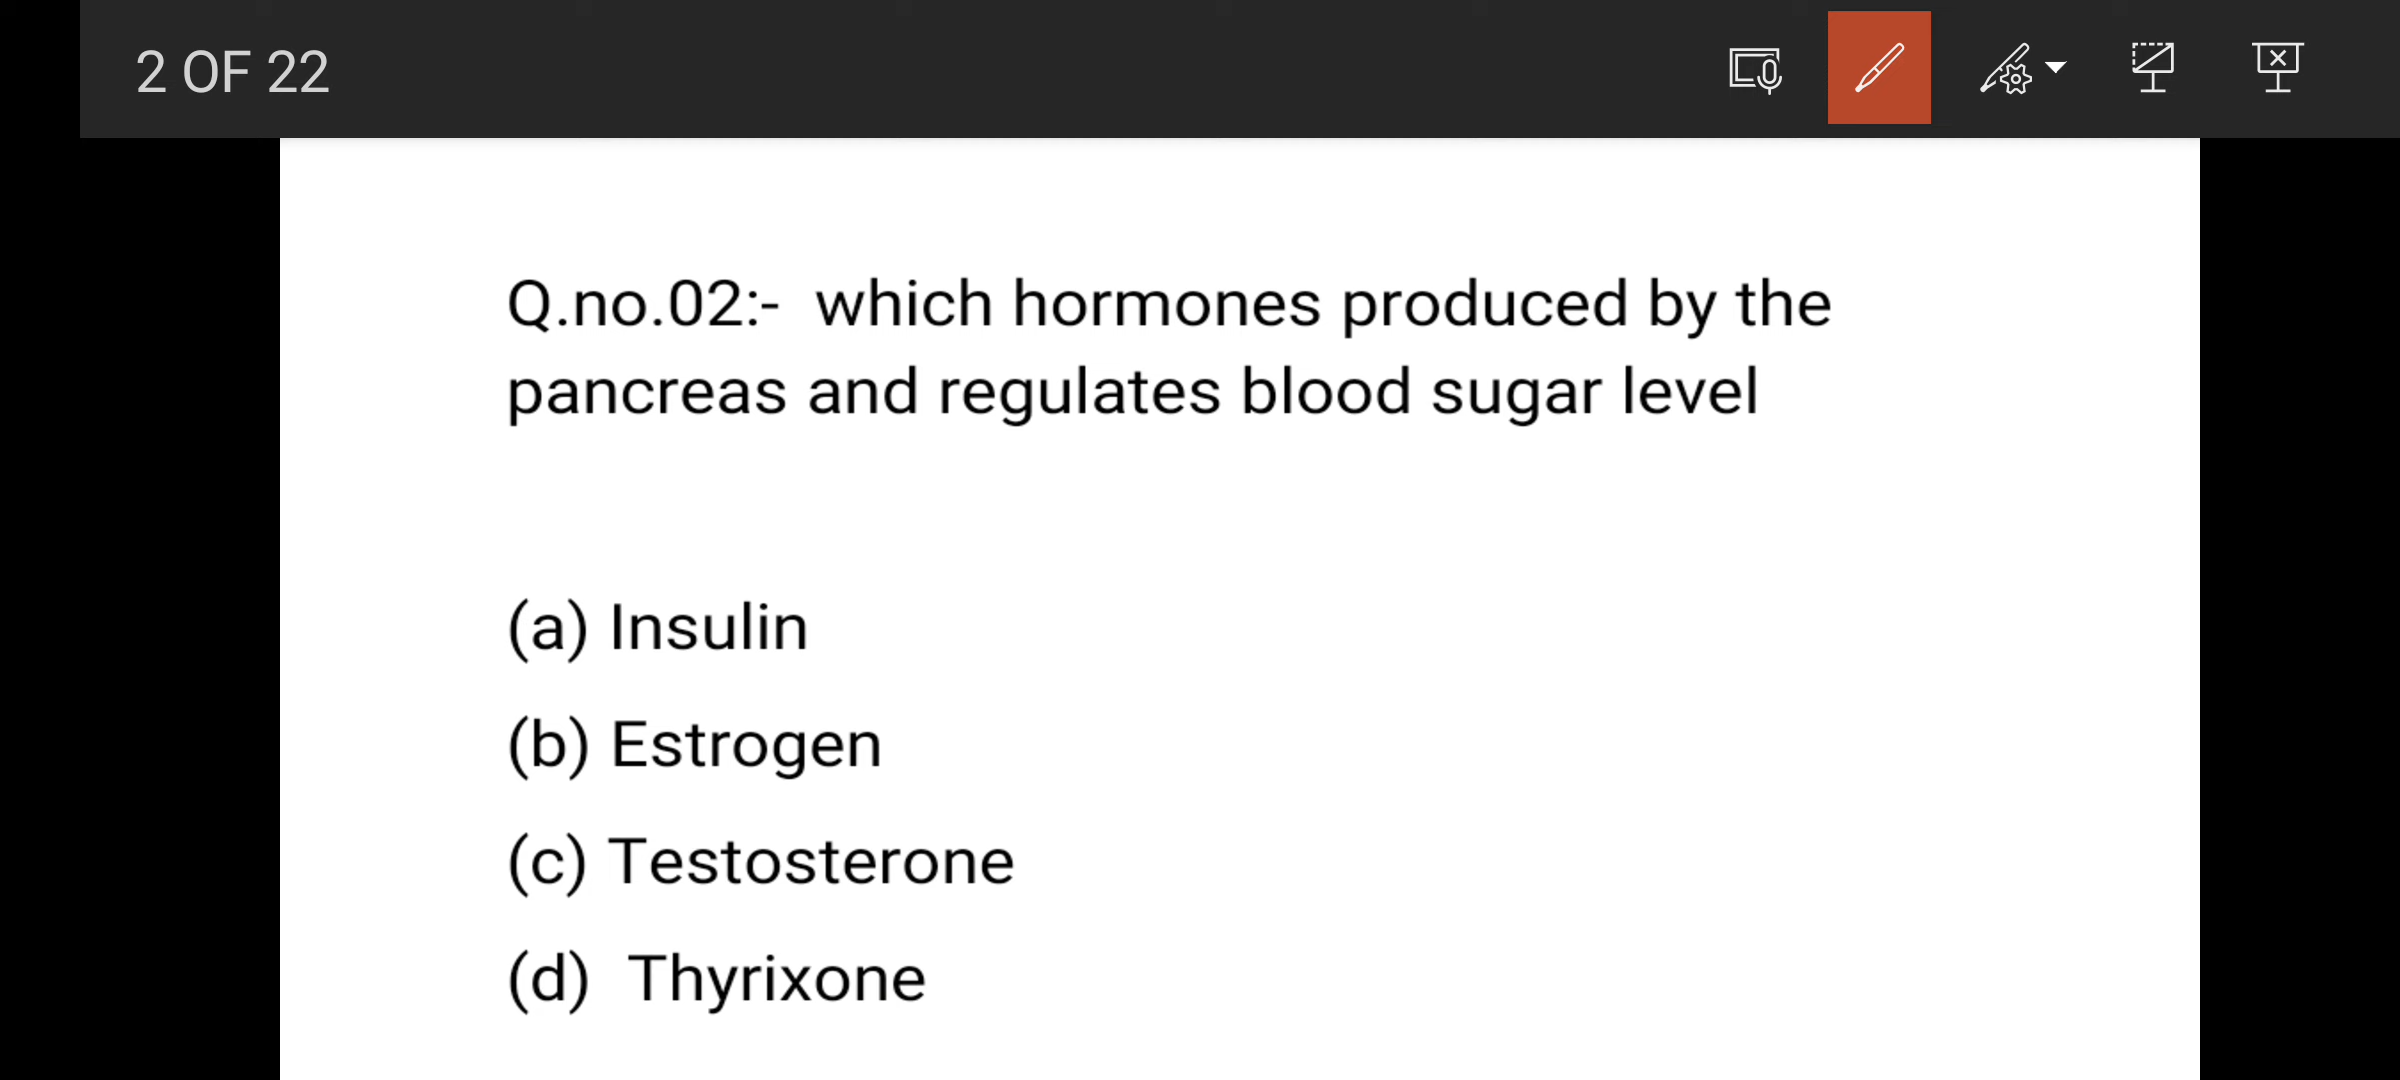 2 OF 22
Q.no.02:- which hormones produced by the
pancreas and regulates blood sugar level
(a) Insulin
(b) Estrogen
(c) Testosterone
(d) Thyrixone